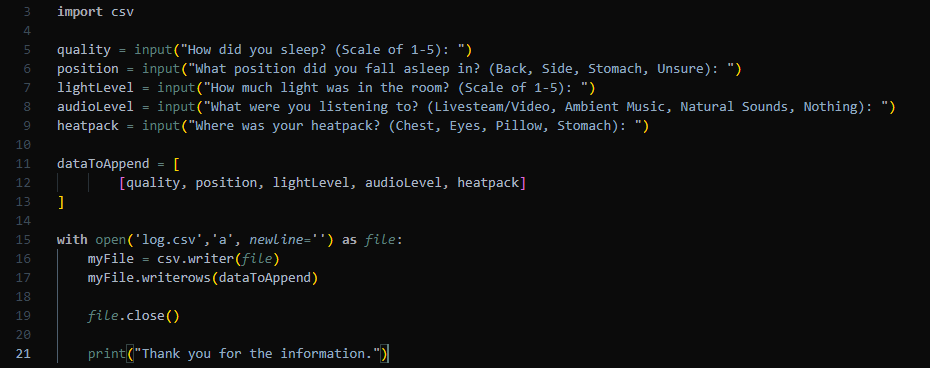 3 import csv
4
5 quality = input("How did you sleep? (Scale of 1-5): ")
6 position = input("What position did you fall asleep in? (Back, Side, Stomach, Unsure): ")
7 lightLevel = input("How much light was in the room? (Scale of 1-5): ")
8 audioLevel = input("What were you listening to? (Livesteam/Video, Ambient Music, Natural Sounds, Nothing): ")
9 heatpack = input("Where was your heatpack? (Chest, Eyes, Pillow, Stomach): ")
10
11 dataToAppend = [
12         [quality, position, lightLevel, audioLevel, heatpack]
13 ]
14
15 with open('log.csv','a', newline='') as file:
16     myFile = csv.writer(file)
17     myFile.writerows(dataToAppend)
18
19     file.close()
20
21     print("Thank you for the information.")